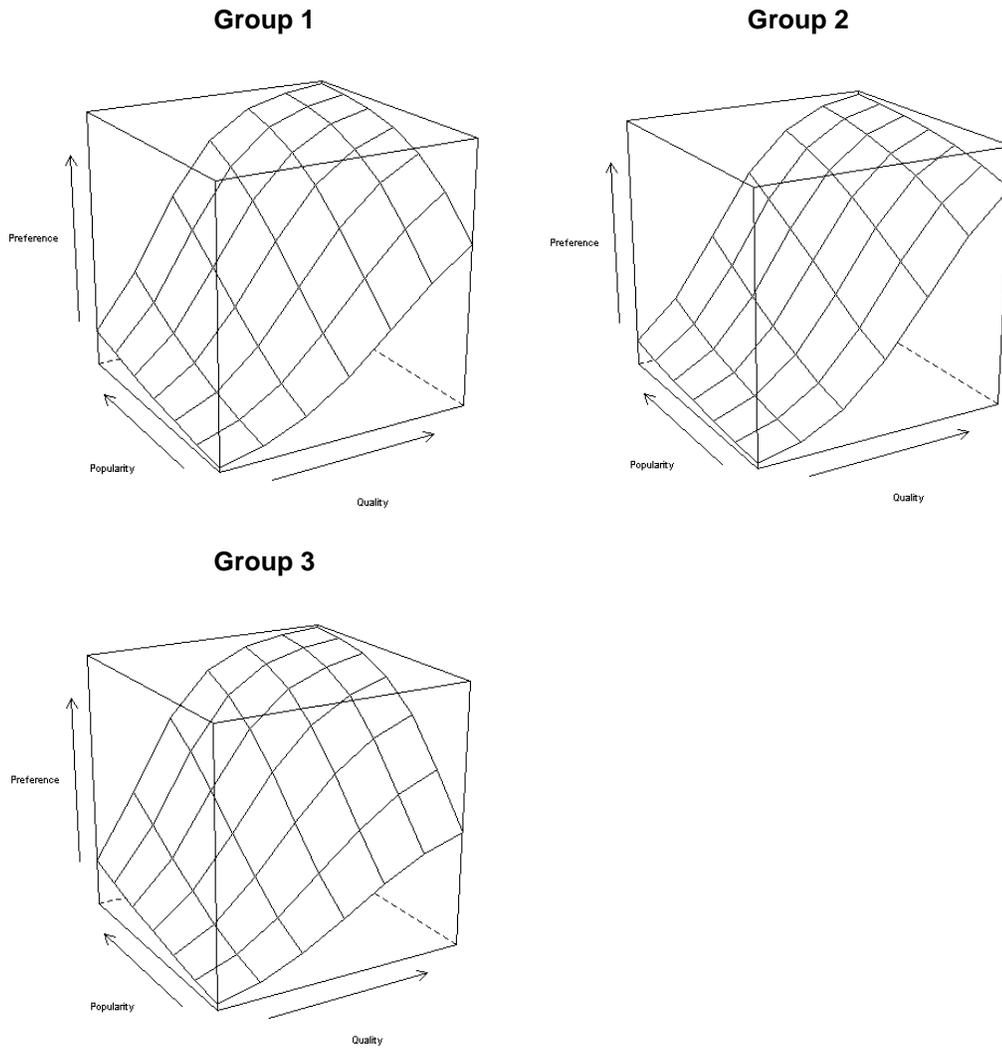 Group 1
Group 2
Preference
Popularity
Quality
Preference
Popularity
Quality
Group 3
Preference
Popularity
Quality